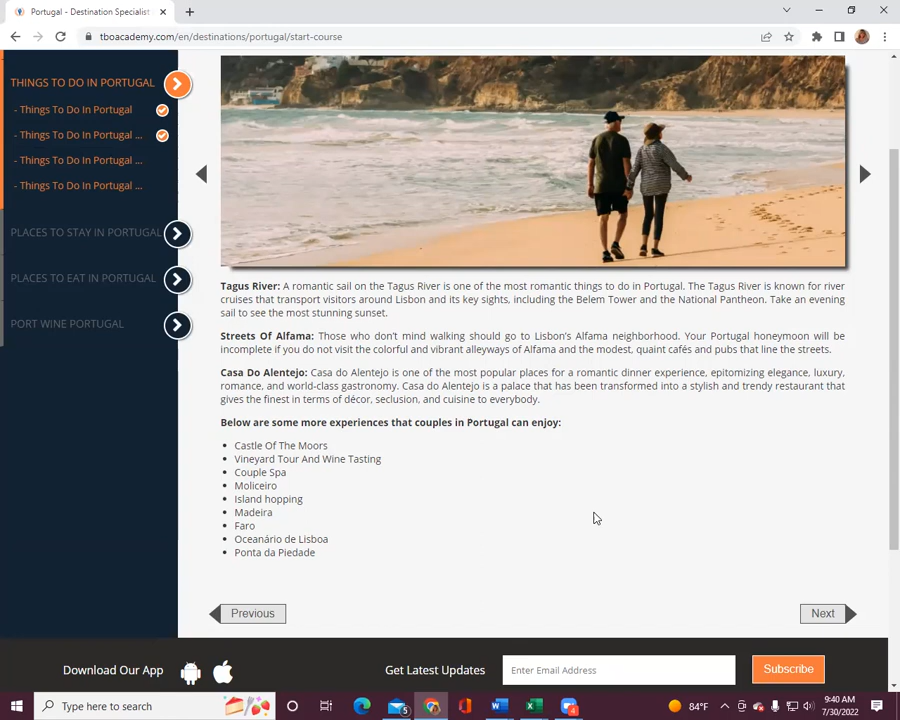 Portugal - Destination Specialist
tboacademy.com/en/destinations/portugal/start-course
THINGS TO DO IN PORTUGAL
- Things To Do In Portugal
- Things To Do In Portugal ...
- Things To Do In Portugal ...
- Things To Do In Portugal ...
PLACES TO STAY IN PORTUGAL
PLACES TO EAT IN PORTUGAL
PORT WINE PORTUGAL
Tagus River: A romantic sail on the Tagus River is one of the most romantic things to do in Portugal. The Tagus River is known for river
cruises that transport visitors around Lisbon and its key sights, including the Belem Tower and the National Pantheon. Take an evening
sail to see the most stunning sunset.
Streets Of Alfama: Those who don't mind walking should go to Lisbon's Alfama neighborhood. Your Portugal honeymoon will be
incomplete if you do not visit the colorful and vibrant alleyways of Alfama and the modest, quaint cafés and pubs that line the streets.
Casa Do Alentejo: Casa do Alentejo is one of the most popular places for a romantic dinner experience, epitomizing elegance, luxury,
romance, and world-class gastronomy. Casa do Alentejo is a palace that has been transformed into a stylish and trendy restaurant that
gives the finest in terms of décor, seclusion, and cuisine to everybody.
Below are some more experiences that couples in Portugal can enjoy:
• Castle Of The Moors
• Vineyard Tour And Wine Tasting
• Couple Spa
• Moliceiro
• Island hopping
• Madeira
• Faro
• Oceanário de Lisboa
• Ponta da Piedade
Previous
Next
Download Our App
Get Latest Updates
Enter Email Address
Subscribe
Type here to search
5
4
84°F
9:40 AM
7/30/2022